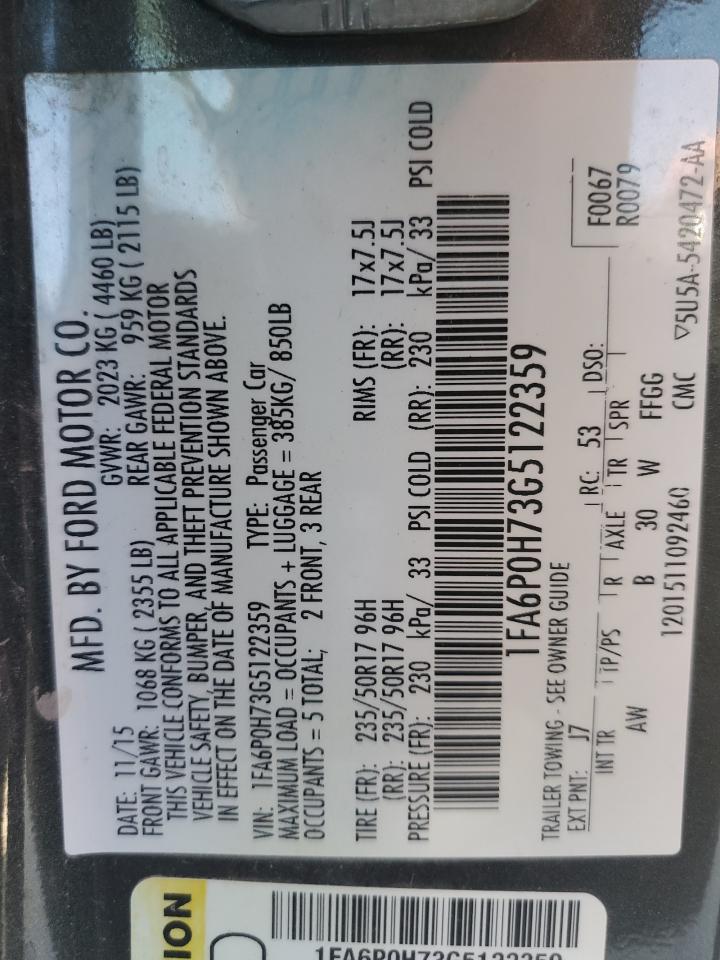 MFD. BY FORD MOTOR CO.
DATE: 11/15 GVWR: 2023 KG ( 4460 LB)
FRONT GAWR: 1068 KG ( 2355 LB) REAR GAWR: 959 KG ( 2115 LB)
THIS VEHICLE CONFORMS TO ALL APPLICABLE FEDERAL MOTOR
VEHICLE SAFETY, BUMPER, AND THEFT PREVENTION STANDARDS
IN EFFECT ON THE DATE OF MANUFACTURE SHOWN ABOVE.
VIN: 1FA6P0H73G5122359 TYPE: Passenger Car
MAXIMUM LOAD = OCCUPANTS + LUGGAGE = 385KG/ 850LB
OCCUPANTS = 5 TOTAL; 2 FRONT, 3 REAR
TIRE (FR): 235/50R17 96H RIMS (FR): 17x7.5J
(RR): 235/50R17 96H (RR): 17x7.5J
PRESSURE (FR): 230 kPa/ 33 PSI COLD (RR): 230 kPa/ 33 PSI COLD
1FA6P0H73G5122359
TRAILER TOWING - SEE OWNER GUIDE F0067
EXT PNT: J7 RC: 53 DSO: R0079
INT TR TP/PS R AXLE TR SPR
AW B 30 W FFGG
1201511092460 CMC ▽5U5A-5420472-AA
ION
1FA6P0H73G5122359